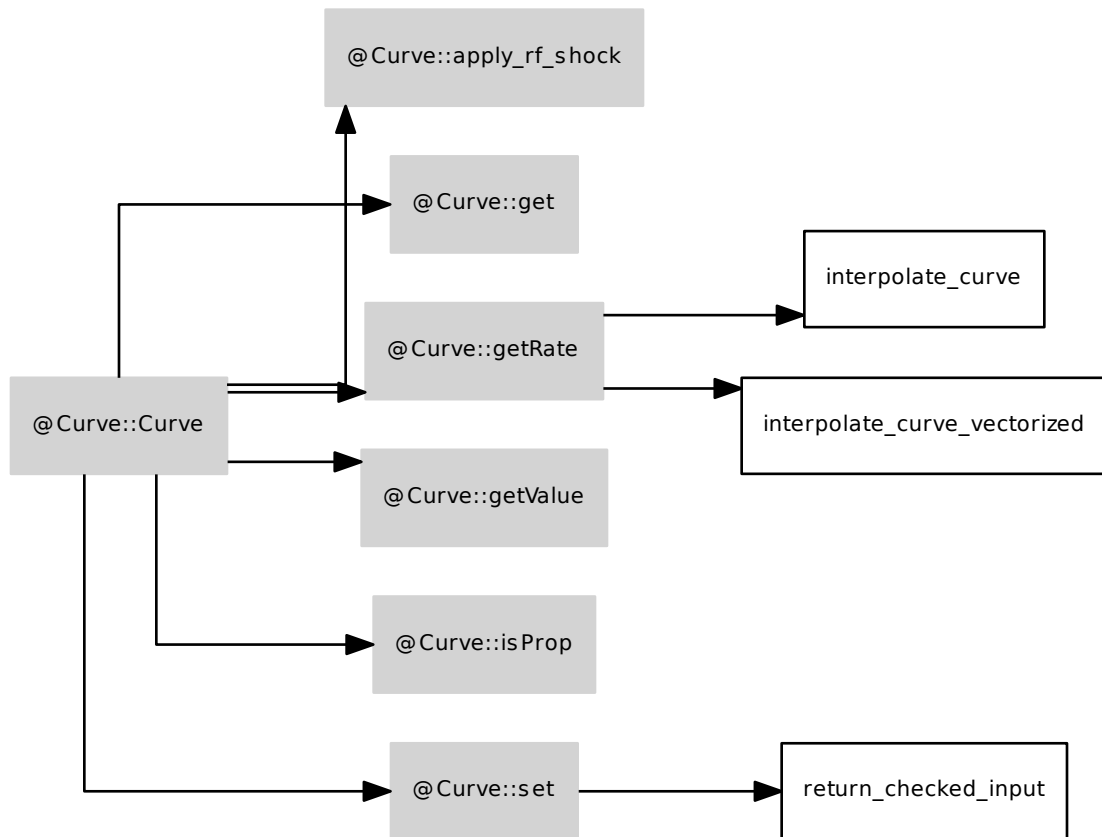 @Curve::apply_rf_shock
@Curve::get
interpolate_curve
@Curve::getRate
@Curve::Curve
interpolate_curve_vectorized
@Curve::getValue
@Curve::isProp
@Curve::set
return_checked_input